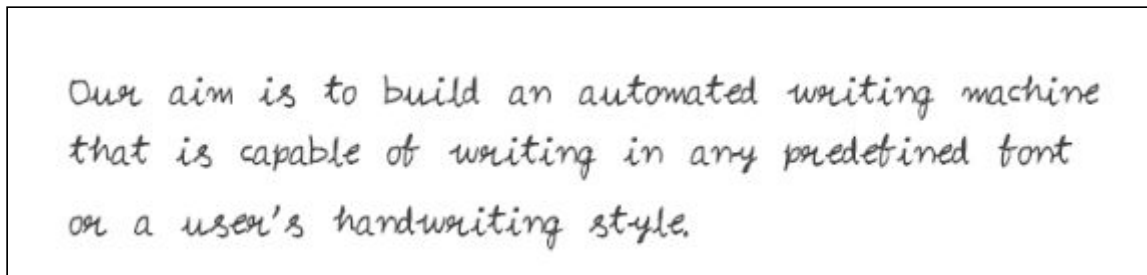 Our aim is to build an automated writing machine
that is capable of writing in any predefined font
or a user's handwriting style.